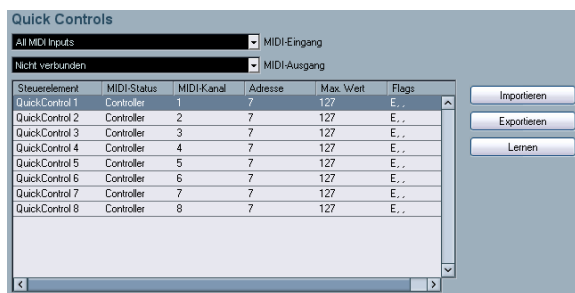 Quick Controls
All MIDI Inputs MIDI-Eingang
Nicht verbunden MIDI-Ausgang
Steuerelement MIDI-Status MIDI-Kanal Adresse Max. Wert Flags
QuickControl 1 Controller 1 7 127 E, , Importieren
QuickControl 2 Controller 2 7 127 E, , Exportieren
QuickControl 3 Controller 3 7 127 E, ,
QuickControl 4 Controller 4 7 127 E, , Lernen
QuickControl 5 Controller 5 7 127 E, ,
QuickControl 6 Controller 6 7 127 E, ,
QuickControl 7 Controller 7 7 127 E, ,
QuickControl 8 Controller 8 7 127 E, ,